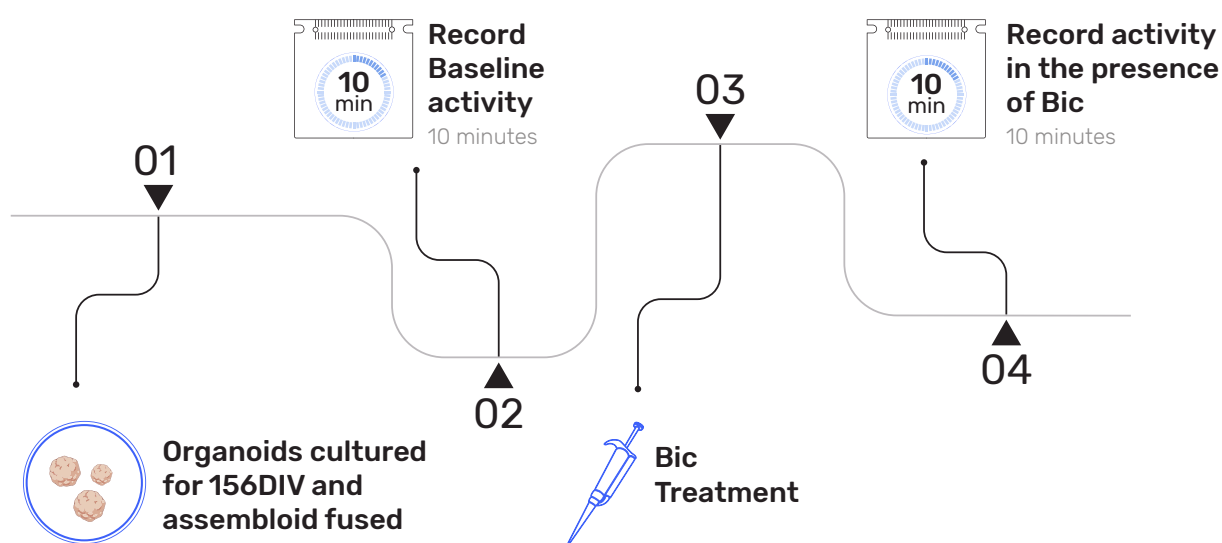 01
Organoids cultured
for 156DIV and
assembloid fused
10
min
Record
Baseline
activity
10 minutes
02
03
Bic
Treatment
10
min
Record activity
in the presence
of Bic
10 minutes
04